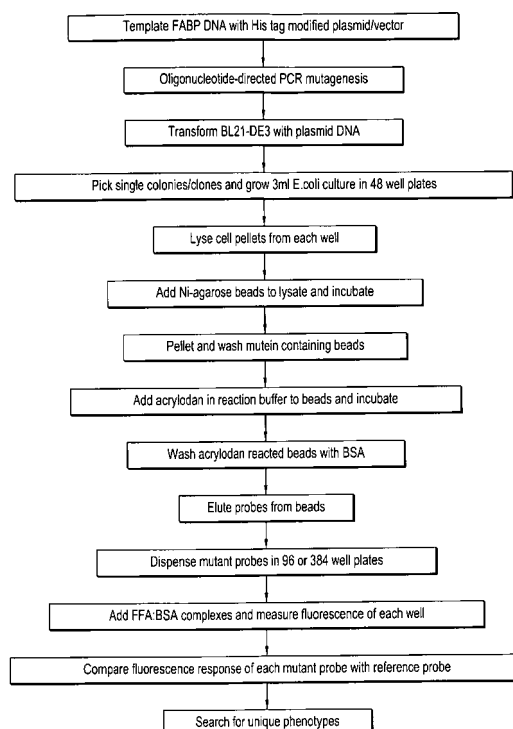 Template FABP DNA with His tag modified plasmid/vector
Oligonucleotide-directed PCR mutagenesis
Transform BL21-DE3 with plasmid DNA
Pick single colonies/clones and grow 3ml E.coli culture in 48 well plates
Lyse cell pellets from each well
Add Ni-agarose beads to lysate and incubate
Pellet and wash mutein containing beads
Add acrylodan in reaction buffer to beads and incubate
Wash acrylodan reacted beads with BSA
Elute probes from beads
Dispense mutant probes in 96 or 384 well plates
Add FFA:BSA complexes and measure fluorescence of each well
Compare fluorescence response of each mutant probe with reference probe
Search for unique phenotypes